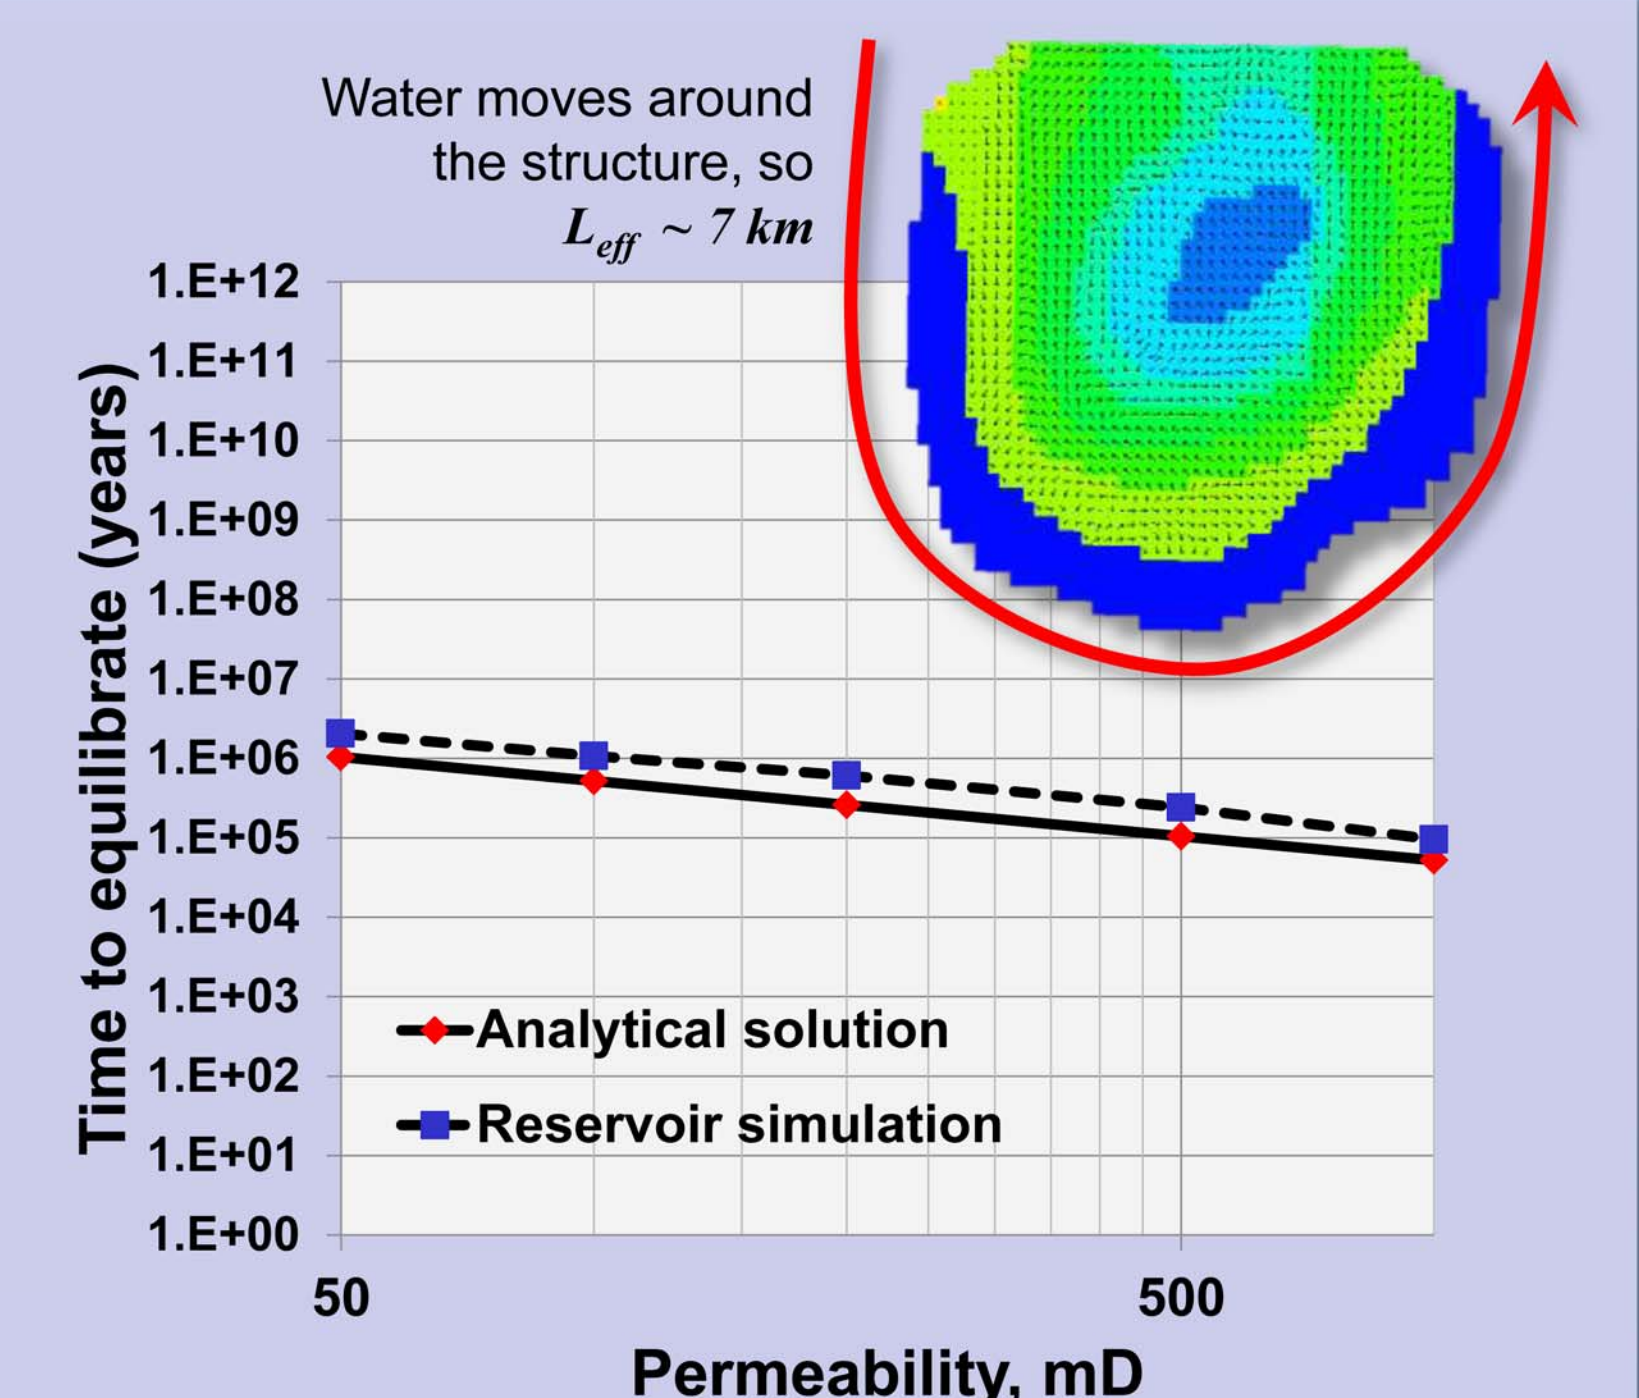 Water moves around
the structure, so
L_eff ~ 7 km
1.E+12
1.E+11
1.E+10
1.E+09
1.E+08
1.E+07
1.E+06
1.E+05
1.E+04
1.E+03
1.E+02
1.E+01
1.E+00
Time to equilibrate (years)
Analytical solution
Reservoir simulation
50
500
Permeability, mD